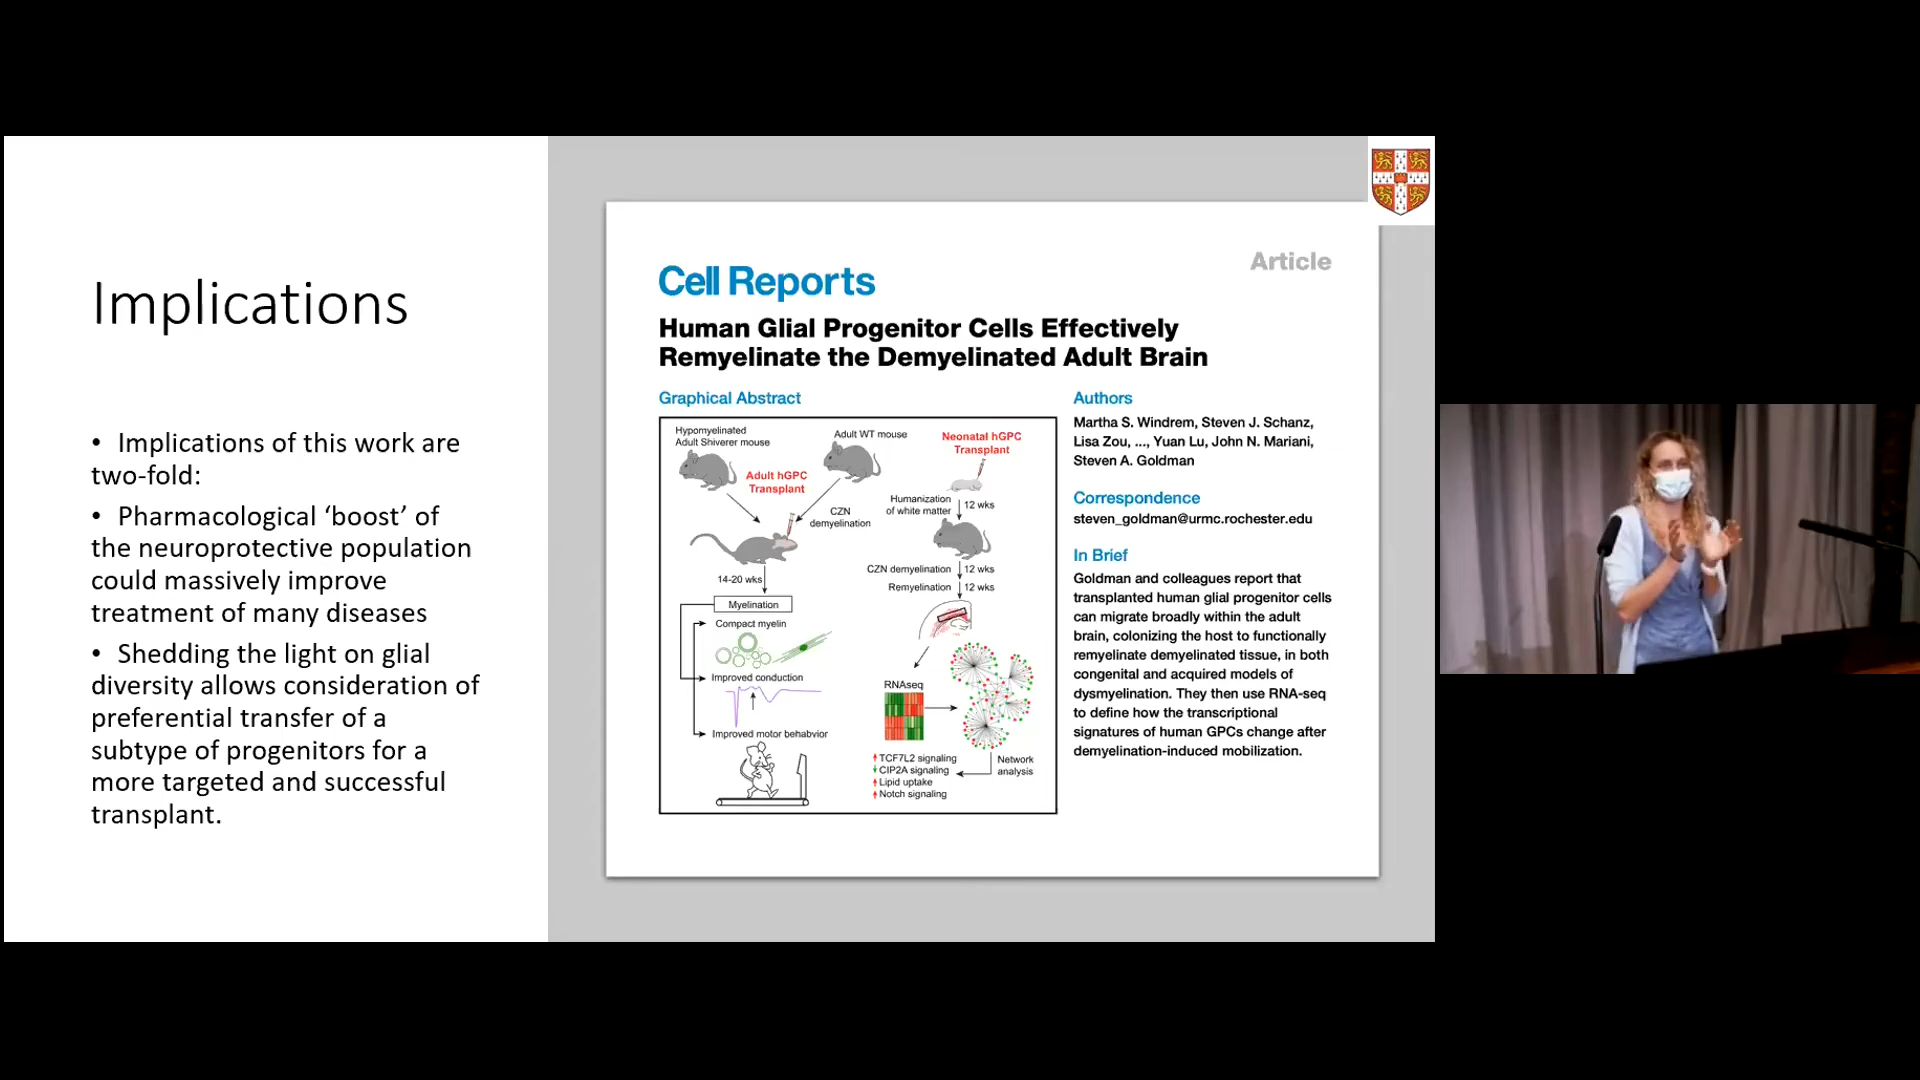 Implications
• Implications of this work are
two-fold:
• Pharmacological ‘boost’ of
the neuroprotective population
could massively improve
treatment of many diseases
• Shedding the light on glial
diversity allows consideration of
preferential transfer of a
subtype of progenitors for a
more targeted and successful
transplant.
Article
Cell Reports
Human Glial Progenitor Cells Effectively
Remyelinate the Demyelinated Adult Brain
Graphical Abstract
Hypomyelinated
Adult Shiverer mouse
Adult WT mouse
Adult hGPC
Transplant
CZN
demyelination
14-20 wks
Myelination
Compact myelin
Improved conduction
Improved motor behabvior
Neonatal hGPC
Transplant
Humanization
of white matter
12 wks
CZN demyelination
12 wks
Remyelination
12 wks
RNAseq
Network
analysis
TCF7L2 signaling
CIP2A signaling
Lipid uptake
Notch signaling
Authors
Martha S. Windrem, Steven J. Schanz,
Lisa Zou, ..., Yuan Lu, John N. Mariani,
Steven A. Goldman
Correspondence
steven_goldman@urmc.rochester.edu
In Brief
Goldman and colleagues report that
transplanted human glial progenitor cells
can migrate broadly within the adult
brain, colonizing the host to functionally
remyelinate demyelinated tissue, in both
congenital and acquired models of
dysmyelination. They then use RNA-seq
to define how the transcriptional
signatures of human GPCs change after
demyelination-induced mobilization.